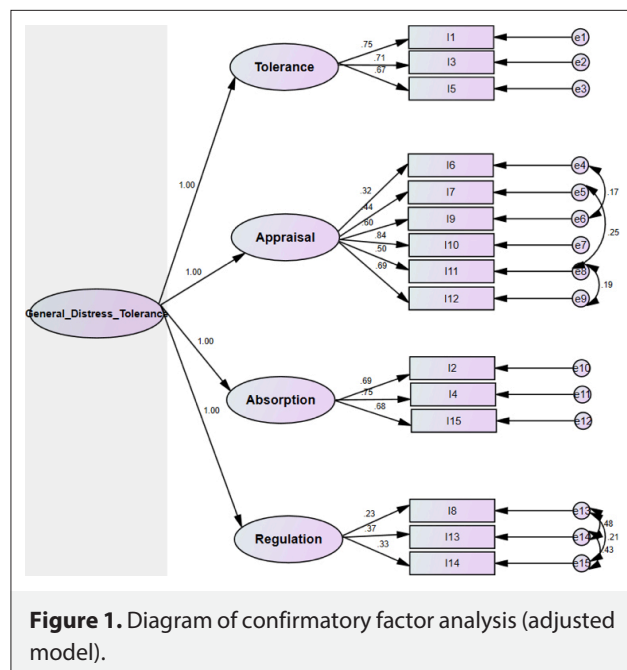 .75
I1
e1
.71
Tolerance
I3
e2
.67
I5
e3
1.00
I6
e4
.32
.17
I7
e5
.44
I9
e6
.60
.25
Appraisal
.84
I10
e7
.50
1.00
I11
e8
.69
.19
I12
e9
General_Distress_Tolerance
1.00
I2
e10
.69
.75
I4
e11
Absorption
.68
I15
e12
1.00
I8
e13
.23
.48
.37
I13
e14
.21
Regulation
.33
.43
I14
e15
Figure 1. Diagram of confirmatory factor analysis (adjusted
model).